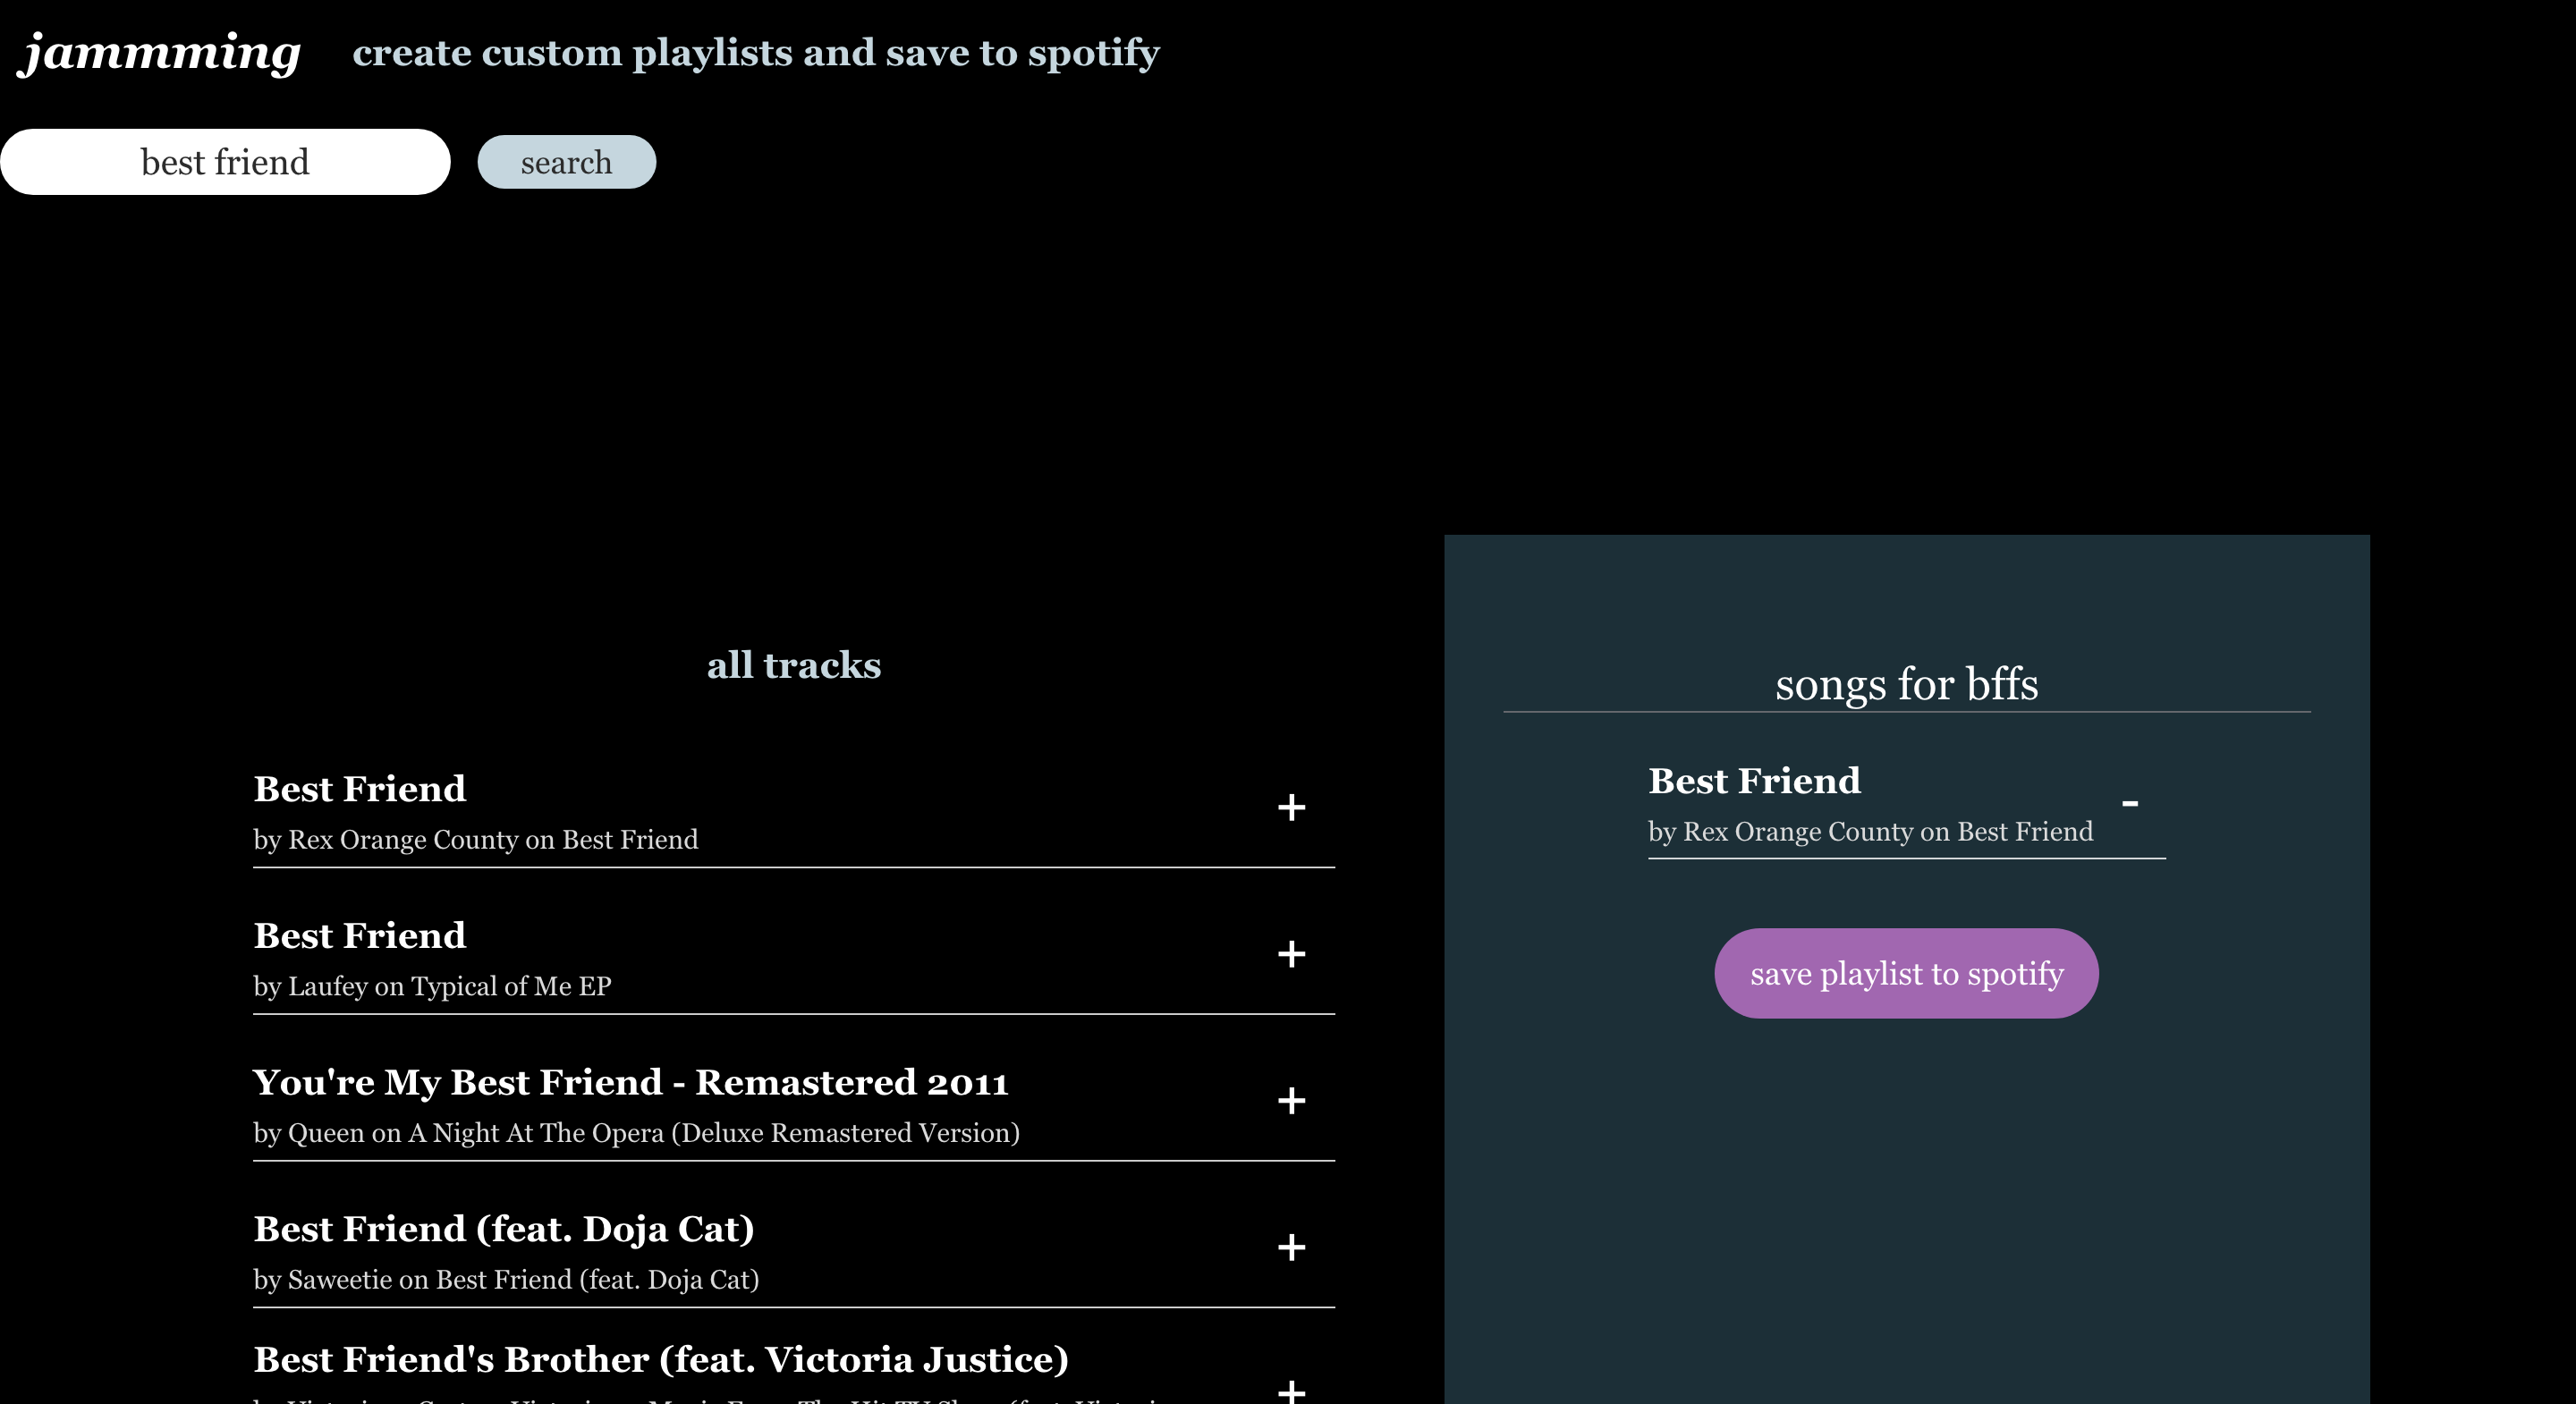 jammming
create custom playlists and save to spotify
best friend
search
all tracks
Best Friend
+
by Rex Orange County on Best Friend
Best Friend
+
by Laufey on Typical of Me EP
You're My Best Friend - Remastered 2011
+
by Queen on A Night At The Opera (Deluxe Remastered Version)
Best Friend (feat. Doja Cat)
+
by Saweetie on Best Friend (feat. Doja Cat)
Best Friend's Brother (feat. Victoria Justice)
+
songs for bffs
Best Friend
-
by Rex Orange County on Best Friend
save playlist to spotify